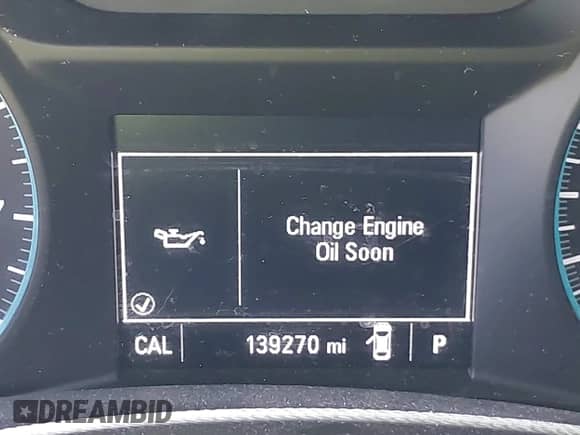 Change Engine
Oil Soon
CAL 139270 mi P
DREAMBID